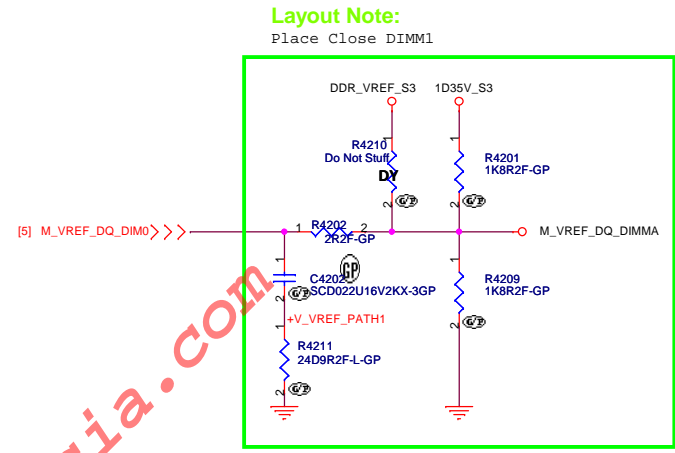 Layout Note:
Place Close DIMM1
DDR_VREF_S3
1D35V_S3
1
1
R4210
Do Not Stuff
DY
R4201
1K8R2F-GP
2
G/P
2
G/P
[5] M_VREF_DQ_DIM0
1
R4202
2
2R2F-GP
M_VREF_DQ_DIMMA
1
C4202
SCD022U16V2KX-3GP
GP
2
G/P
1
R4209
1K8R2F-GP
2
G/P
+V_VREF_PATH1
1
R4211
24D9R2F-L-GP
2
G/P
ia.com